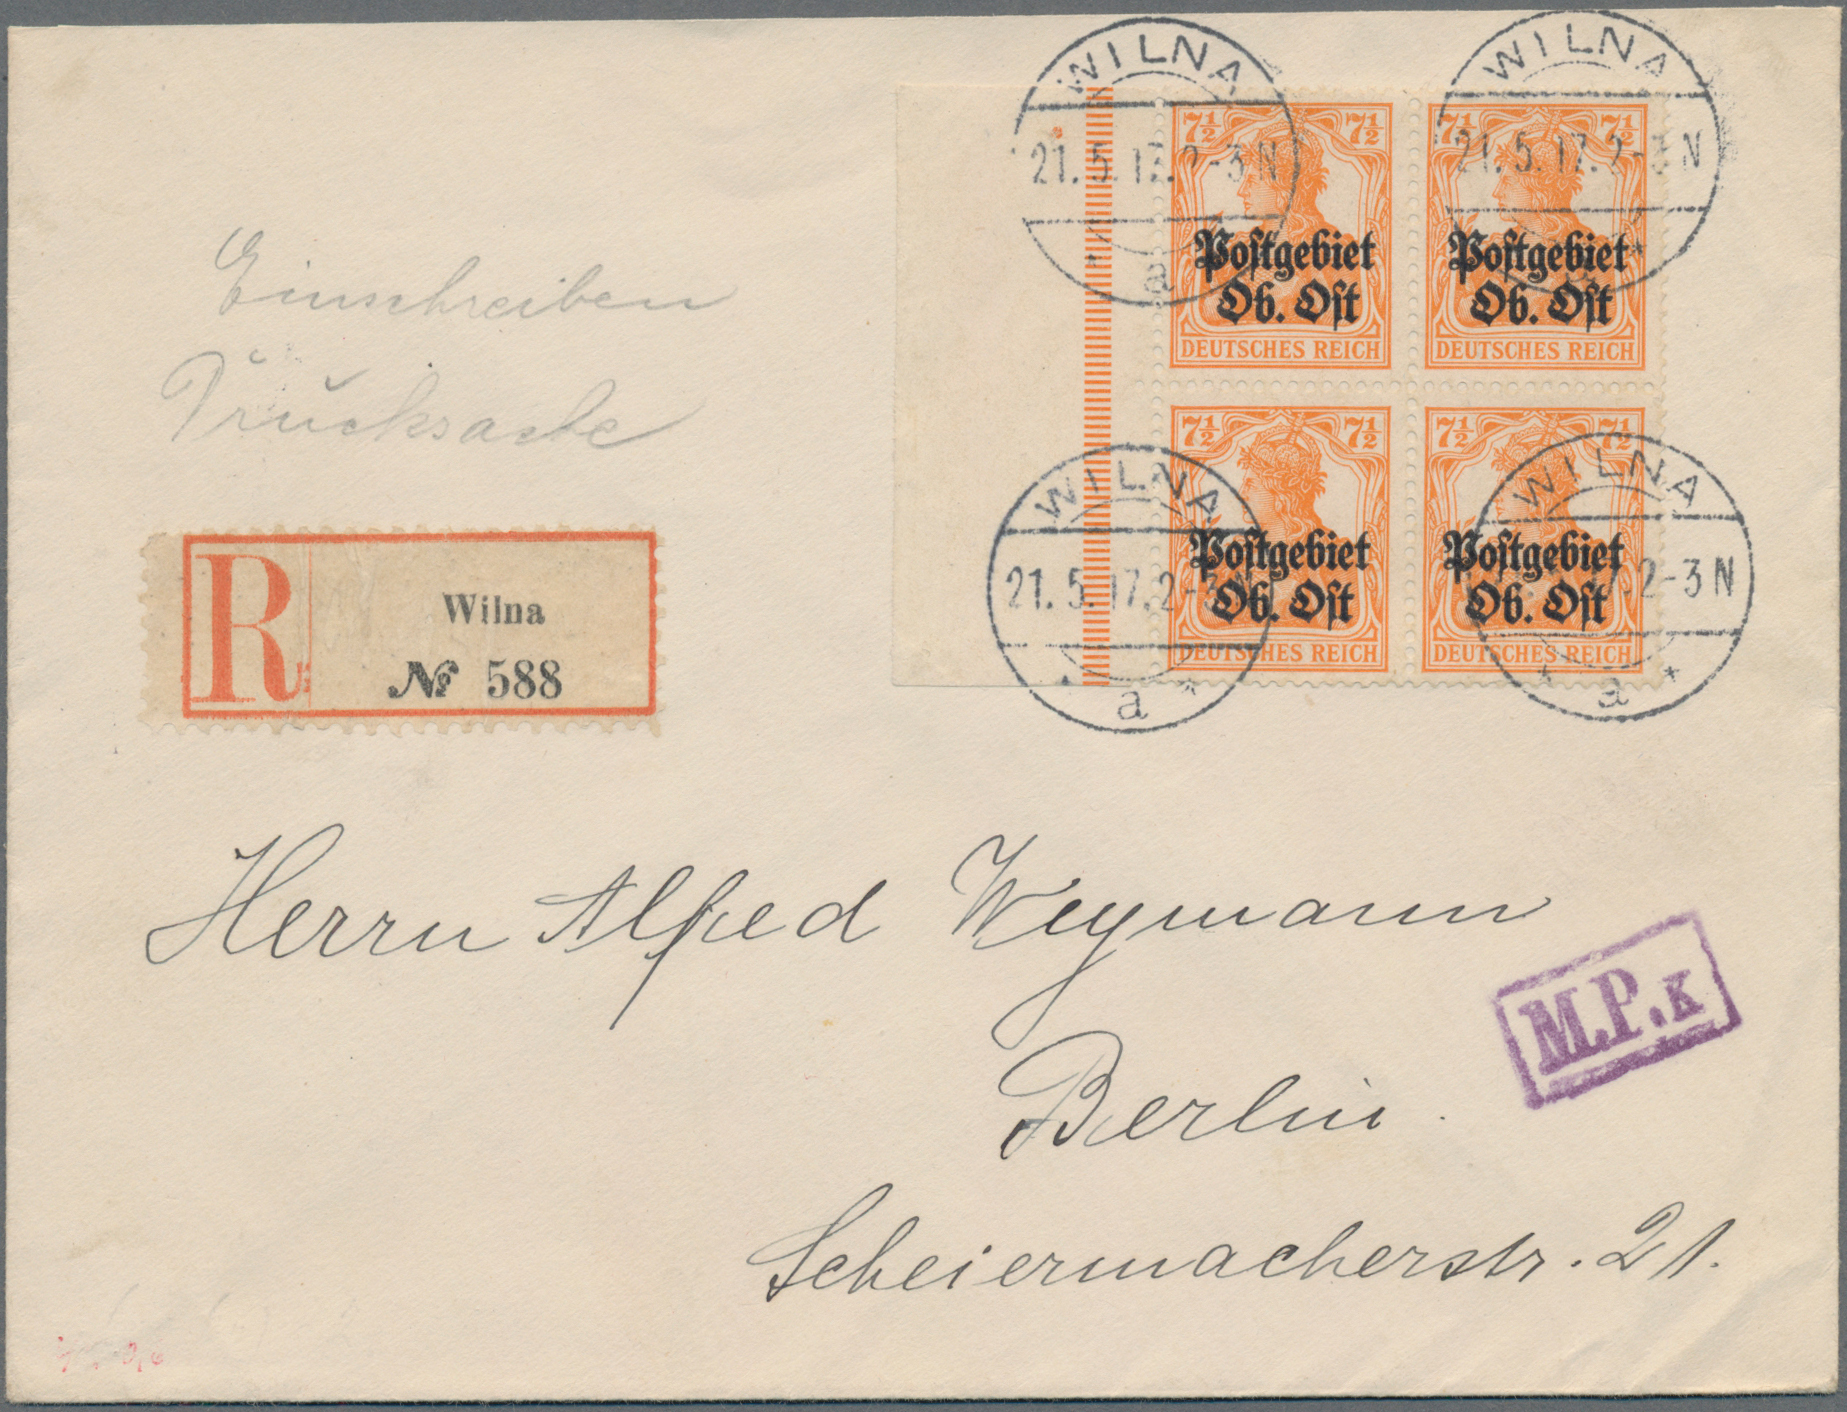 WILNA
21.5.17.2-3N
* a *
WILNA
21.5.17.2-3N
7½ 7½
Postgebiet
Ob. Ost
DEUTSCHES REICH
7½ 7½
Postgebiet
Ob. Ost
DEUTSCHES REICH
7½ 7½
Postgebiet
Ob. Ost
DEUTSCHES REICH
7½ 7½
Postgebiet
Ob. Ost
DEUTSCHES REICH
WILNA
21.5.17.2-3N
* a *
WILNA
2-3N
* a *
Einschreiben
Drucksache
R
Wilna
№ 588
Herrn Alfred Weymann
M.P.K
Berlin.
Scheiermacherstr. 21.